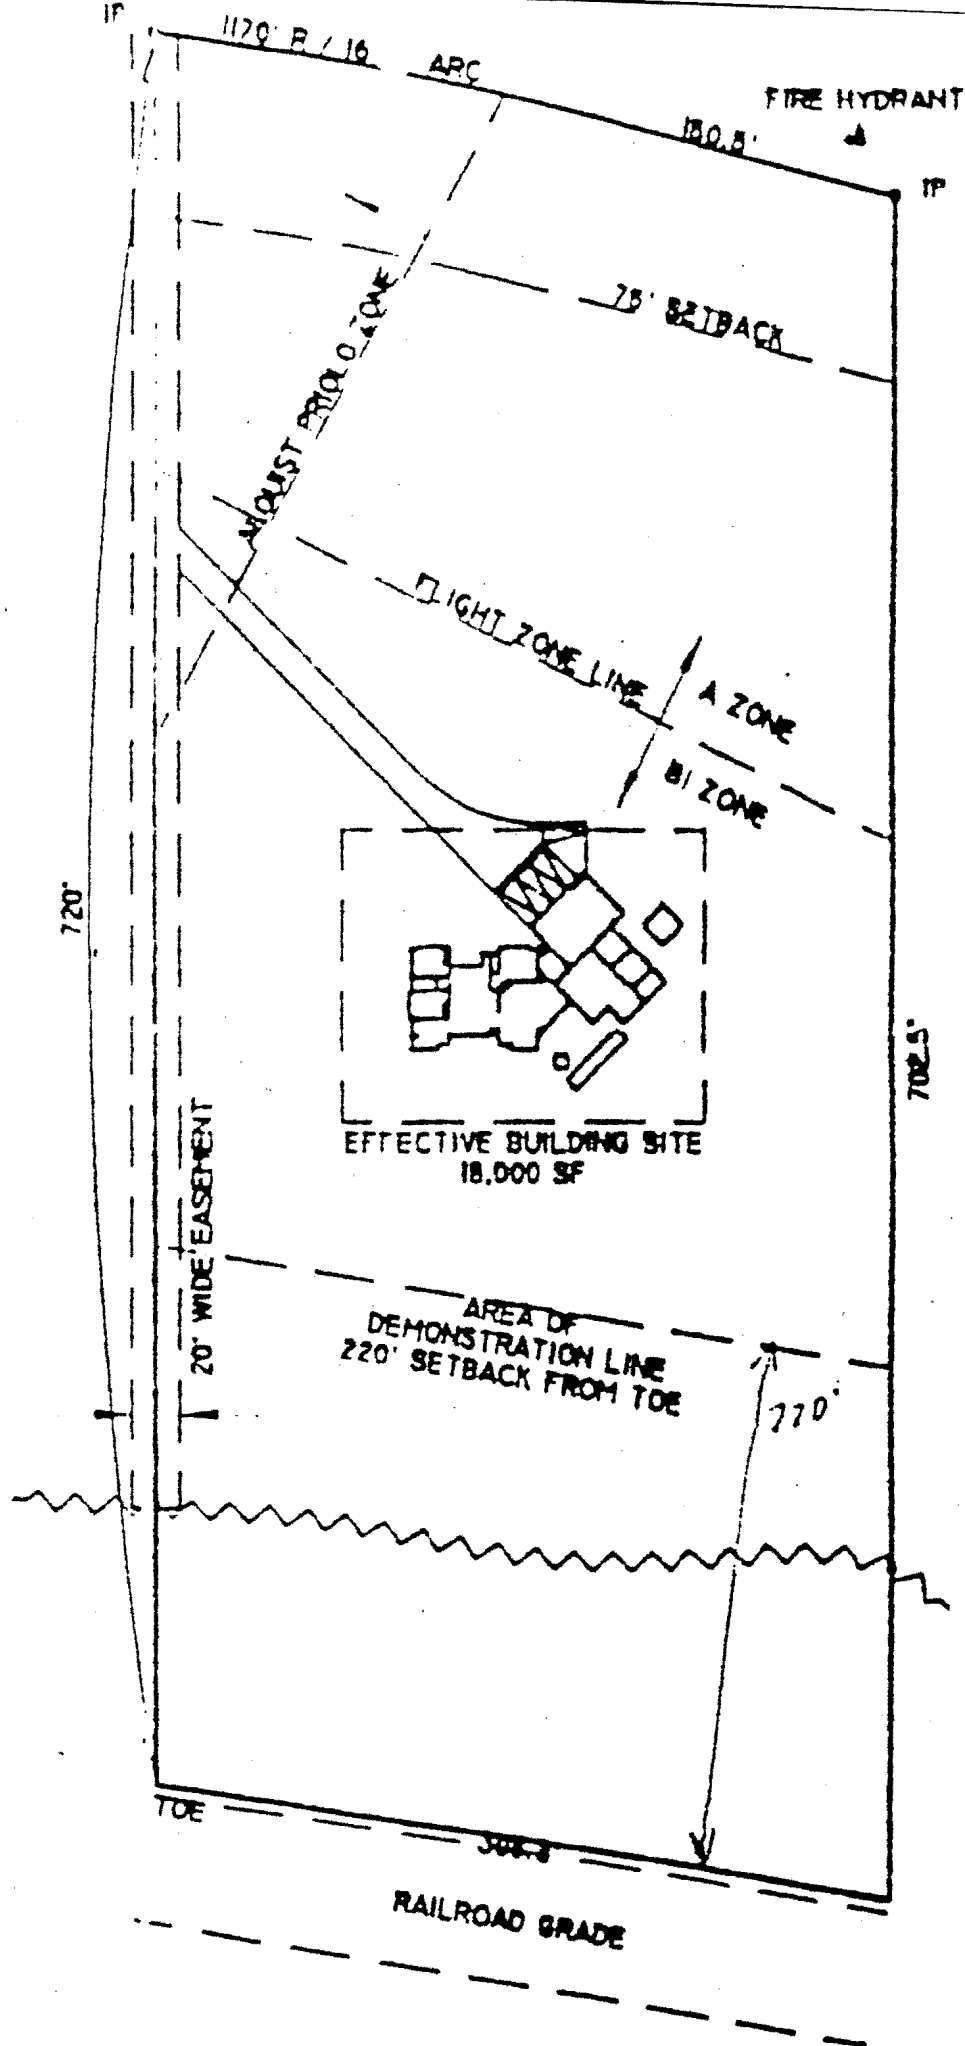 IP
1170' R / 16
ARC
FIRE HYDRANT
180.8'
IP
75' SETBACK
ALQUIST PRIOLO ZONE
FLIGHT ZONE LINE
A ZONE
B1 ZONE
720'
702.5'
EFFECTIVE BUILDING SITE
18,000 SF
20' WIDE EASEMENT
AREA OF
DEMONSTRATION LINE
220' SETBACK FROM TOE
220'
TOE
RAILROAD GRADE